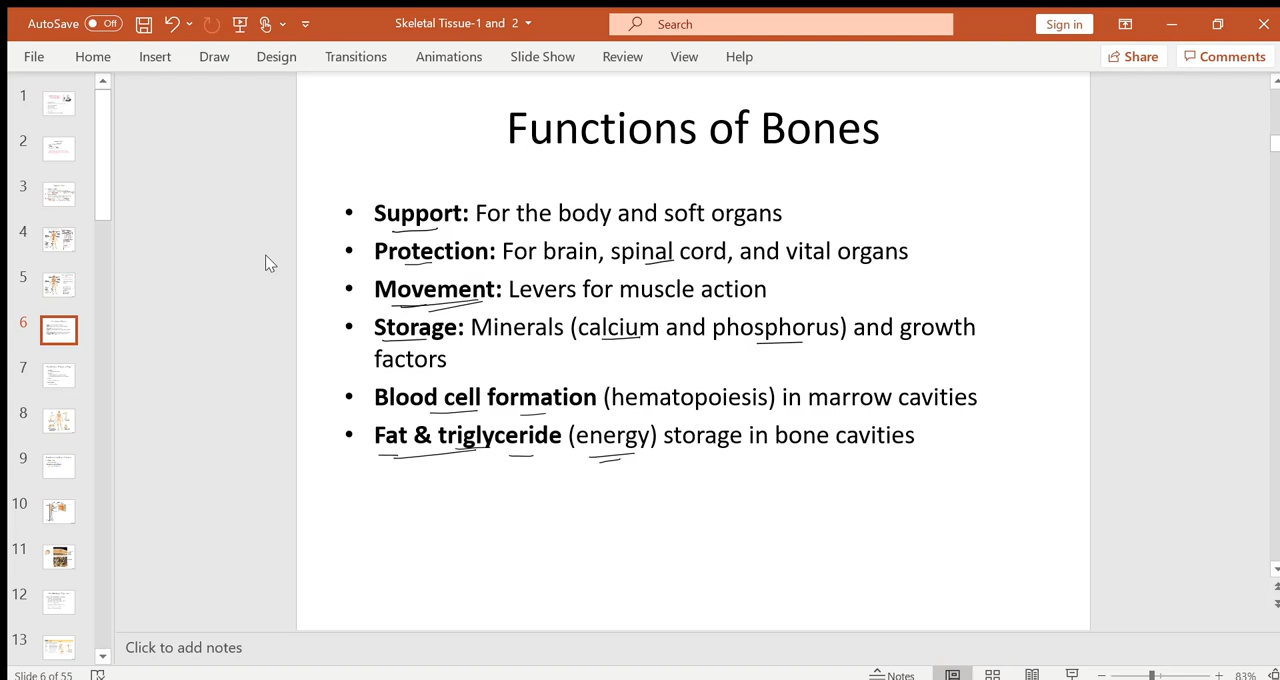 AutoSave Off Skeletal Tissue-1 and 2 Search Sign in
File Home Insert Draw Design Transitions Animations Slide Show Review View Help Share Comments
1
2
3
4
5
6
7
8
9
10
11
12
13
Functions of Bones
• Support: For the body and soft organs
• Protection: For brain, spinal cord, and vital organs
• Movement: Levers for muscle action
• Storage: Minerals (calcium and phosphorus) and growth
factors
• Blood cell formation (hematopoiesis) in marrow cavities
• Fat & triglyceride (energy) storage in bone cavities
Click to add notes
Slide 6 of 55 Notes 83%